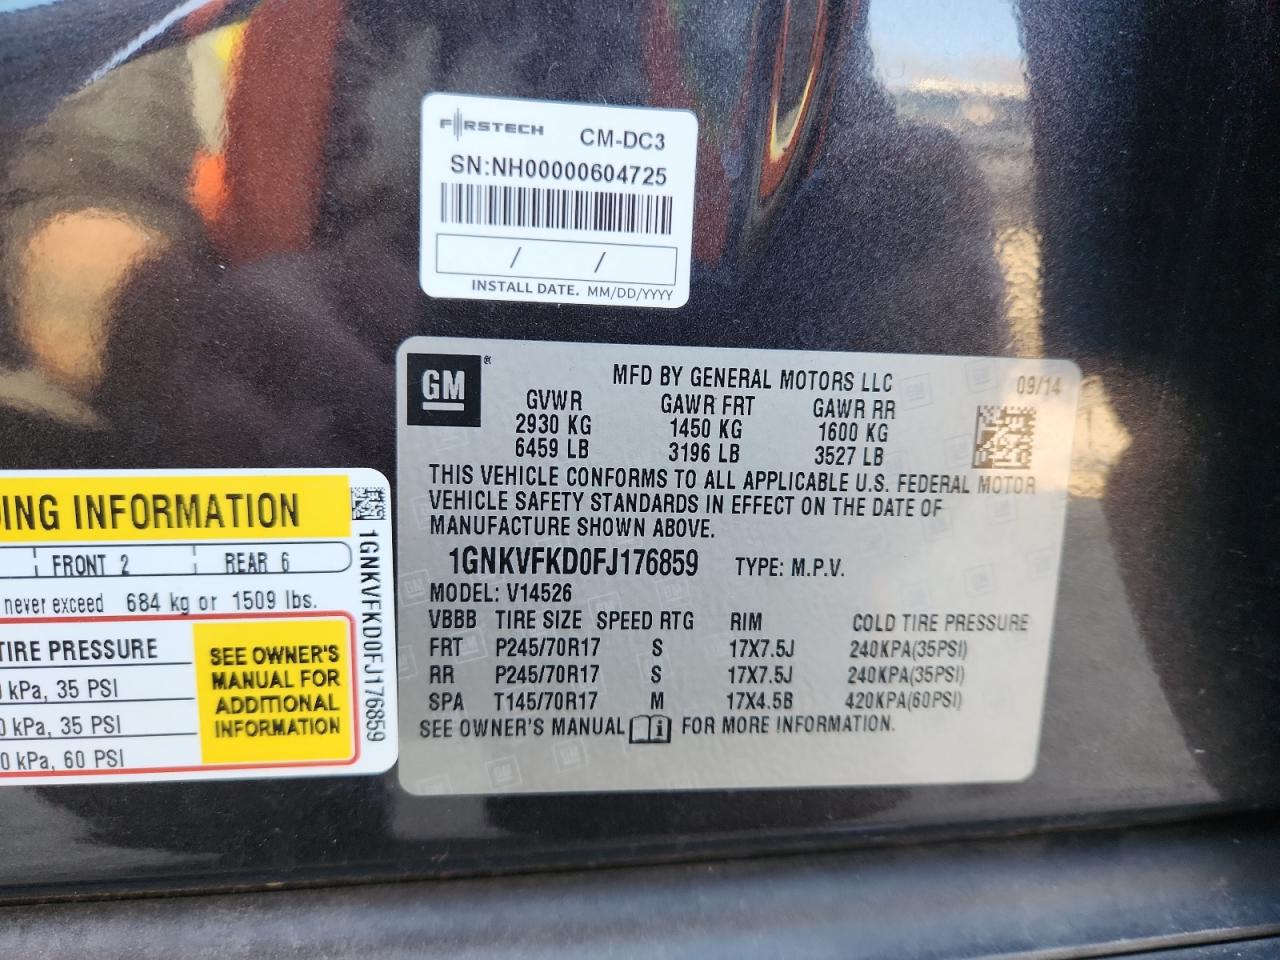 FIRSTECH CM-DC3
SN:NH00000604725
/ /
INSTALL DATE. MM/DD/YYYY
GM ®
MFD BY GENERAL MOTORS LLC 09/14
GVWR GAWR FRT GAWR RR
2930 KG 1450 KG 1600 KG
6459 LB 3196 LB 3527 LB
THIS VEHICLE CONFORMS TO ALL APPLICABLE U.S. FEDERAL MOTOR
VEHICLE SAFETY STANDARDS IN EFFECT ON THE DATE OF
MANUFACTURE SHOWN ABOVE.
1GNKVFKD0FJ176859 TYPE: M.P.V.
MODEL: V14526
VBBB TIRE SIZE SPEED RTG RIM COLD TIRE PRESSURE
FRT P245/70R17 S 17X7.5J 240KPA(35PSI)
RR P245/70R17 S 17X7.5J 240KPA(35PSI)
SPA T145/70R17 M 17X4.5B 420KPA(60PSI)
SEE OWNER'S MANUAL i FOR MORE INFORMATION.
ING INFORMATION
FRONT 2 REAR 6
never exceed 684 kg or 1509 lbs.
TIRE PRESSURE
kPa, 35 PSI
0 kPa, 35 PSI
0 kPa, 60 PSI
SEE OWNER'S
MANUAL FOR
ADDITIONAL
INFORMATION
1GNKVFKD0FJ176859